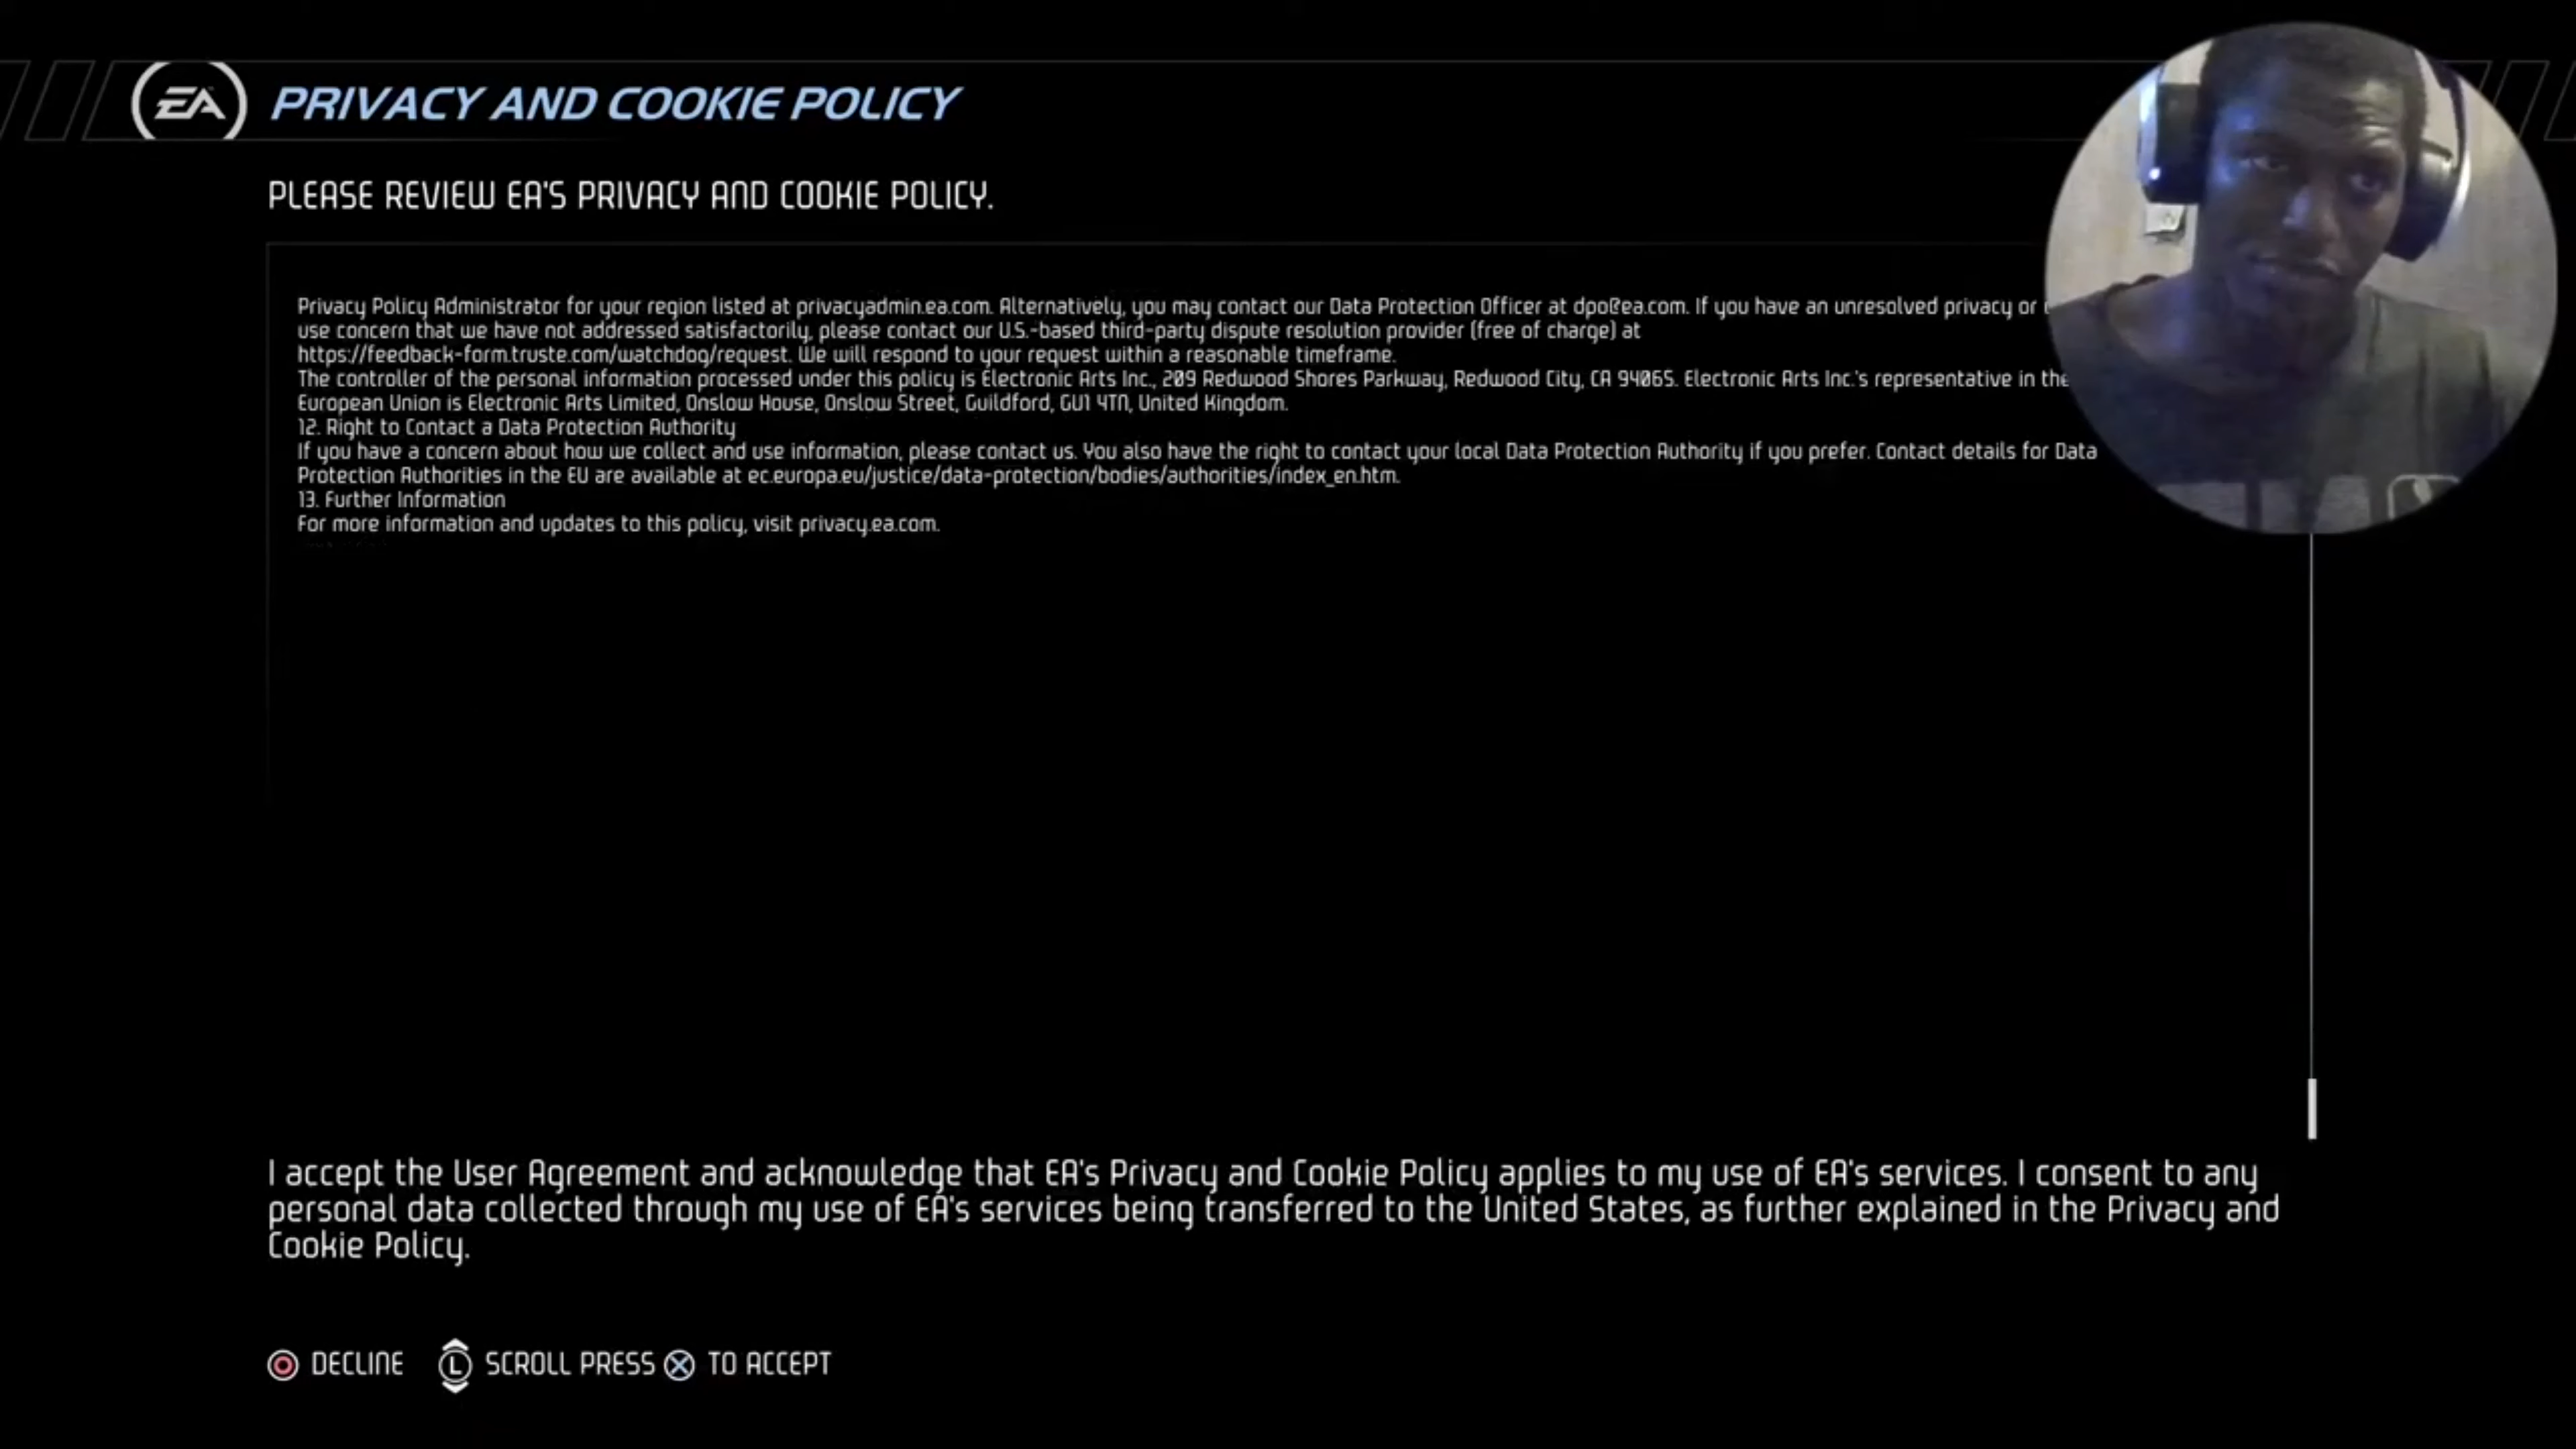 EA PRIVACY AND COOKIE POLICY
PLEASE REVIEW EA'S PRIVACY AND COOKIE POLICY.
Privacy Policy Administrator for your region listed at privacyadmin.ea.com. Alternatively, you may contact our Data Protection Officer at dpo@ea.com. If you have an unresolved privacy or
use concern that we have not addressed satisfactorily, please contact our U.S.-based third-party dispute resolution provider (free of charge) at
https://feedback-form.truste.com/watchdog/request. We will respond to your request within a reasonable timeframe.
The controller of the personal information processed under this policy is Electronic Arts Inc., 209 Redwood Shores Parkway, Redwood City, CA 94065. Electronic Arts Inc.'s representative in the
European Union is Electronic Arts Limited, Onslow House, Onslow Street, Guildford, GU1 4TN, United Kingdom.
12. Right to Contact a Data Protection Authority
If you have a concern about how we collect and use information, please contact us. You also have the right to contact your local Data Protection Authority if you prefer. Contact details for Data
Protection Authorities in the EU are available at ec.europa.eu/justice/data-protection/bodies/authorities/index_en.htm.
13. Further Information
For more information and updates to this policy, visit privacy.ea.com.
I accept the User Agreement and acknowledge that EA's Privacy and Cookie Policy applies to my use of EA's services. I consent to any
personal data collected through my use of EA's services being transferred to the United States, as further explained in the Privacy and
Cookie Policy.
DECLINE L SCROLL PRESS TO ACCEPT